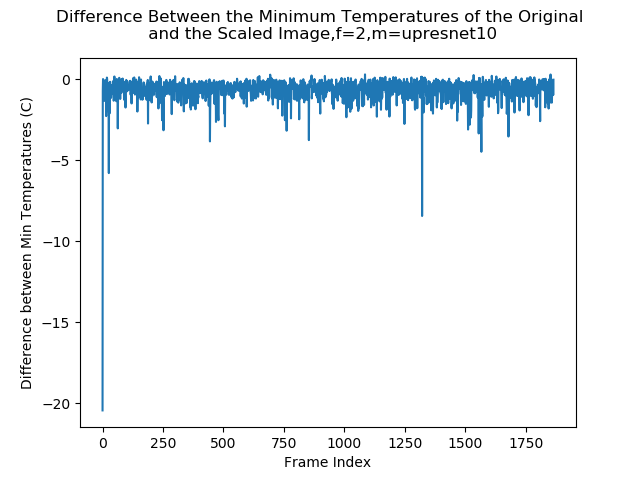 Difference Between the Minimum Temperatures of the Original
and the Scaled Image,f=2,m=upresnet10
0
−5
−10
−15
−20
Difference between Min Temperatures (C)
0 250 500 750 1000 1250 1500 1750
Frame Index